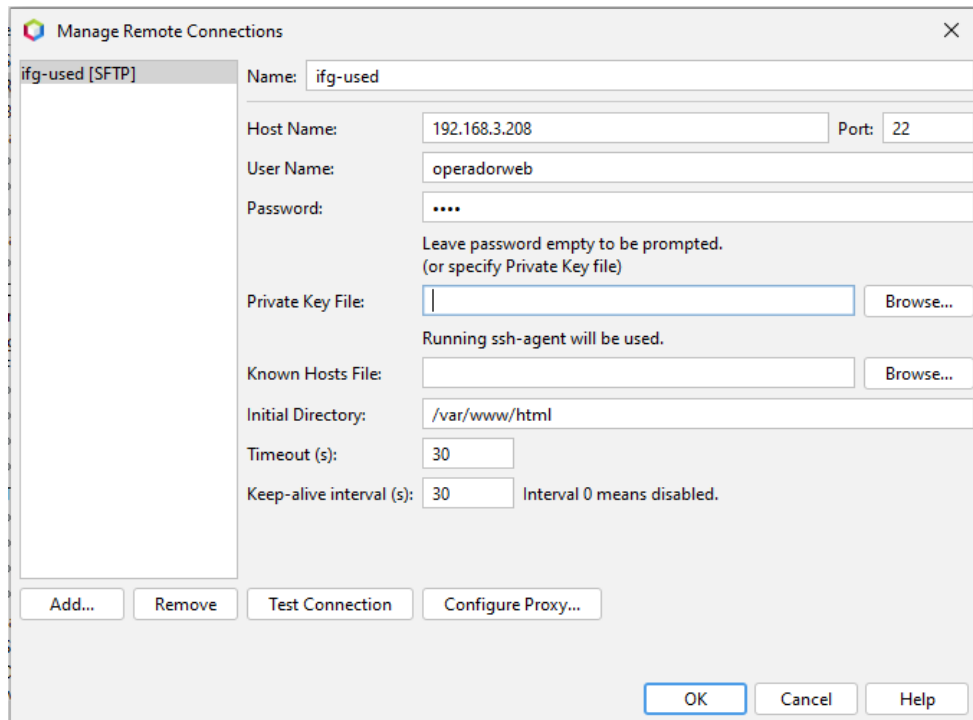 Manage Remote Connections
ifg-used [SFTP]
Name: ifg-used
Host Name: 192.168.3.208 Port: 22
User Name: operadorweb
Password: ••••
Leave password empty to be prompted.
(or specify Private Key file)
Private Key File: Browse...
Running ssh-agent will be used.
Known Hosts File: Browse...
Initial Directory: /var/www/html
Timeout (s): 30
Keep-alive interval (s): 30 Interval 0 means disabled.
Add... Remove Test Connection Configure Proxy...
OK Cancel Help